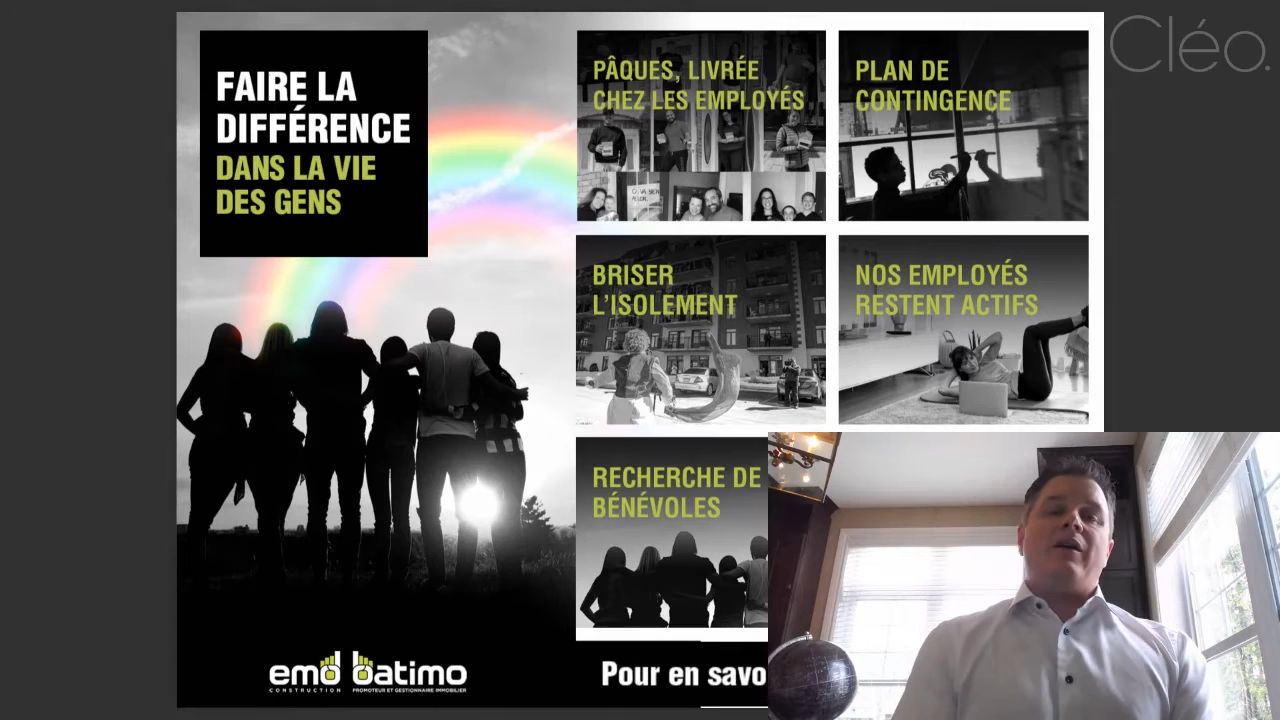 FAIRE LA
DIFFÉRENCE
DANS LA VIE
DES GENS
PÂQUES, LIVRÉE
CHEZ LES EMPLOYÉS
PLAN DE
CONTINGENCE
BRISER
L'ISOLEMENT
NOS EMPLOYÉS
RESTENT ACTIFS
RECHERCHE DE
BÉNÉVOLES
emd batimo
CONSTRUCTION PROMOTEUR ET GESTIONNAIRE IMMOBILIER
Pour en savo
Cléo.